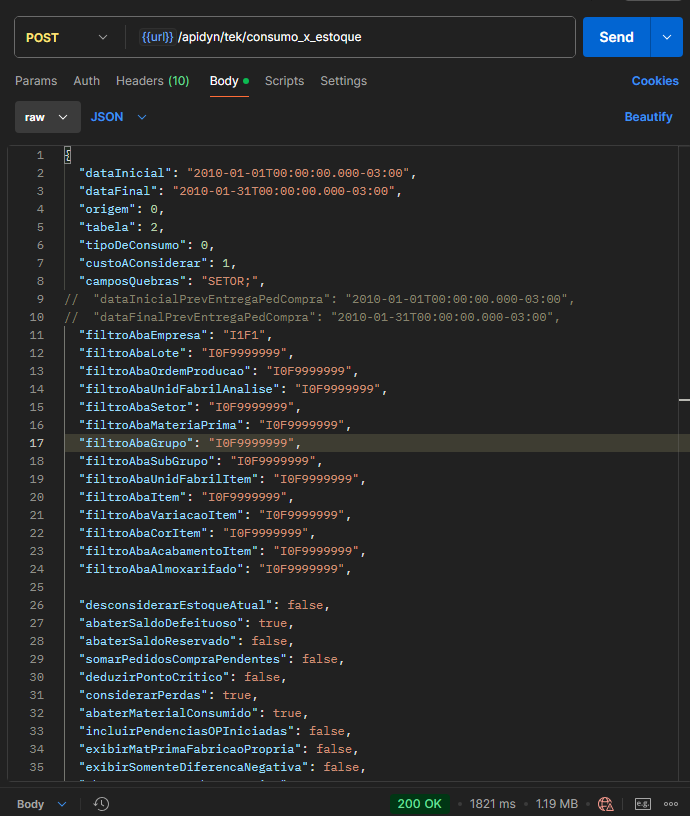 POST {{url}} /apidyn/tek/consumo_x_estoque Send
Params Auth Headers (10) Body Scripts Settings Cookies
raw JSON Beautify
1 {
2 "dataInicial": "2010-01-01T00:00:00.000-03:00",
3 "dataFinal": "2010-01-31T00:00:00.000-03:00",
4 "origem": 0,
5 "tabela": 2,
6 "tipoDeConsumo": 0,
7 "custoAConsiderar": 1,
8 "camposQuebras": "SETOR;",
9 // "dataInicialPrevEntregaPedCompra": "2010-01-01T00:00:00.000-03:00",
10 // "dataFinalPrevEntregaPedCompra": "2010-01-31T00:00:00.000-03:00",
11 "filtroAbaEmpresa": "I1F1",
12 "filtroAbaLote": "I0F9999999",
13 "filtroAbaOrdemProducao": "I0F9999999",
14 "filtroAbaUnidFabrilAnalise": "I0F9999999",
15 "filtroAbaSetor": "I0F9999999",
16 "filtroAbaMateriaPrima": "I0F9999999",
17 "filtroAbaGrupo": "I0F9999999",
18 "filtroAbaSubGrupo": "I0F9999999",
19 "filtroAbaUnidFabrilItem": "I0F9999999",
20 "filtroAbaItem": "I0F9999999",
21 "filtroAbaVariacaoItem": "I0F9999999",
22 "filtroAbaCorItem": "I0F9999999",
23 "filtroAbaAcabamentoItem": "I0F9999999",
24 "filtroAbaAlmoxarifado": "I0F9999999",
25
26 "desconsiderarEstoqueAtual": false,
27 "abaterSaldoDefeituoso": true,
28 "abaterSaldoReservado": false,
29 "somarPedidosCompraPendentes": false,
30 "deduzirPontoCritico": false,
31 "considerarPerdas": true,
32 "abaterMaterialConsumido": true,
33 "incluirPendenciasOPIniciadas": false,
34 "exibirMatPrimaFabricaoPropria": false,
35 "exibirSomenteDiferencaNegativa": false,
Body 200 OK • 1821 ms • 1.19 MB • e.g.